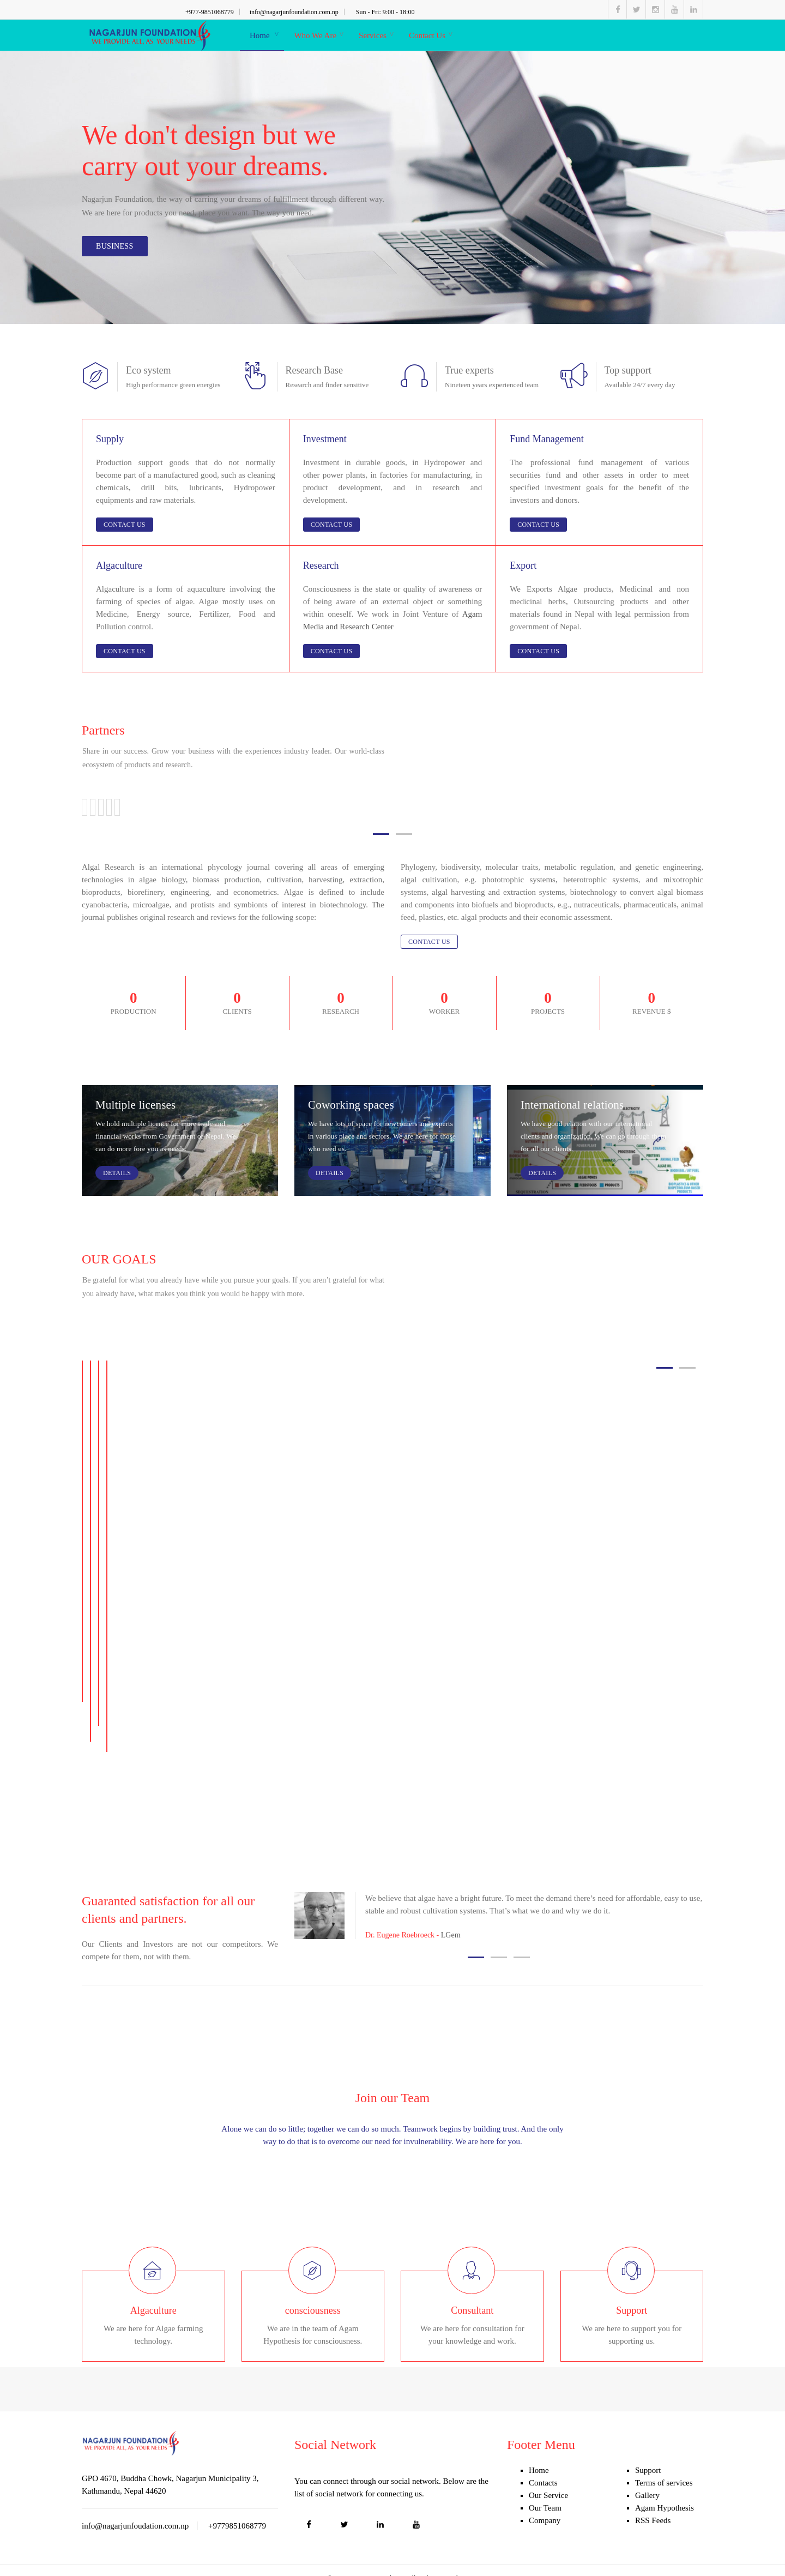 +977-9851068779 info@nagarjunfoundation.com.np Sun - Fri: 9:00 - 18:00
NAGARJUN FOUNDATION
WE PROVIDE ALL, AS YOUR NEEDS
Home Who We Are Services Contact Us
We don't design but we
carry out your dreams.
Nagarjun Foundation, the way of carring your dreams of fulfillment through different way.
We are here for products you need, place you want. The way you need.
BUSINESS
Eco system
High performance green energies
Research Base
Research and finder sensitive
True experts
Nineteen years experienced team
Top support
Available 24/7 every day
Supply
Production support goods that do not normally
become part of a manufactured good, such as cleaning
chemicals, drill bits, lubricants, Hydropower
equipments and raw materials.
CONTACT US
Investment
Investment in durable goods, in Hydropower and
other power plants, in factories for manufacturing, in
product development, and in research and
development.
CONTACT US
Fund Management
The professional fund management of various
securities fund and other assets in order to meet
specified investment goals for the benefit of the
investors and donors.
CONTACT US
Algaculture
Algaculture is a form of aquaculture involving the
farming of species of algae. Algae mostly uses on
Medicine, Energy source, Fertilizer, Food and
Pollution control.
CONTACT US
Research
Consciousness is the state or quality of awareness or
of being aware of an external object or something
within oneself. We work in Joint Venture of Agam
Media and Research Center
CONTACT US
Export
We Exports Algae products, Medicinal and non
medicinal herbs, Outsourcing products and other
materials found in Nepal with legal permission from
government of Nepal.
CONTACT US
Partners
Share in our success. Grow your business with the experiences industry leader. Our world-class
ecosystem of products and research.
Algal Research is an international phycology journal covering all areas of emerging
technologies in algae biology, biomass production, cultivation, harvesting, extraction,
bioproducts, biorefinery, engineering, and econometrics. Algae is defined to include
cyanobacteria, microalgae, and protists and symbionts of interest in biotechnology. The
journal publishes original research and reviews for the following scope:
Phylogeny, biodiversity, molecular traits, metabolic regulation, and genetic engineering,
algal cultivation, e.g. phototrophic systems, heterotrophic systems, and mixotrophic
systems, algal harvesting and extraction systems, biotechnology to convert algal biomass
and components into biofuels and bioproducts, e.g., nutraceuticals, pharmaceuticals, animal
feed, plastics, etc. algal products and their economic assessment.
CONTACT US
0 0 0 0 0 0
PRODUCTION CLIENTS RESEARCH WORKER PROJECTS REVENUE $
Multiple licenses
We hold multiple licence for more trade and
financial works from Government of Nepal. We
can do more fore you as needs.
DETAILS
Coworking spaces
We have lots of space for newcomers and experts
in various place and sectors. We are here for those
who need us.
DETAILS
International relations
We have good relation with our international
clients and organization. We can go through
for all our clients.
DETAILS
OUR GOALS
Be grateful for what you already have while you pursue your goals. If you aren’t grateful for what
you already have, what makes you think you would be happy with more.
Guaranted satisfaction for all our
clients and partners.
Our Clients and Investors are not our competitors. We
compete for them, not with them.
We believe that algae have a bright future. To meet the demand there’s need for affordable, easy to use,
stable and robust cultivation systems. That’s what we do and why we do it.
Dr. Eugene Roebroeck - LGem
Join our Team
Alone we can do so little; together we can do so much. Teamwork begins by building trust. And the only
way to do that is to overcome our need for invulnerability. We are here for you.
Algaculture
We are here for Algae farming
technology.
consciousness
We are in the team of Agam
Hypothesis for consciousness.
Consultant
We are here for consultation for
your knowledge and work.
Support
We are here to support you for
supporting us.
NAGARJUN FOUNDATION
WE PROVIDE ALL, AS YOUR NEEDS
GPO 4670, Buddha Chowk, Nagarjun Municipality 3,
Kathmandu, Nepal 44620
info@nagarjunfoudation.com.np +9779851068779
Social Network
You can connect through our social network. Below are the
list of social network for connecting us.
Footer Menu
Home
Contacts
Our Service
Our Team
Company
Support
Terms of services
Gallery
Agam Hypothesis
RSS Feeds